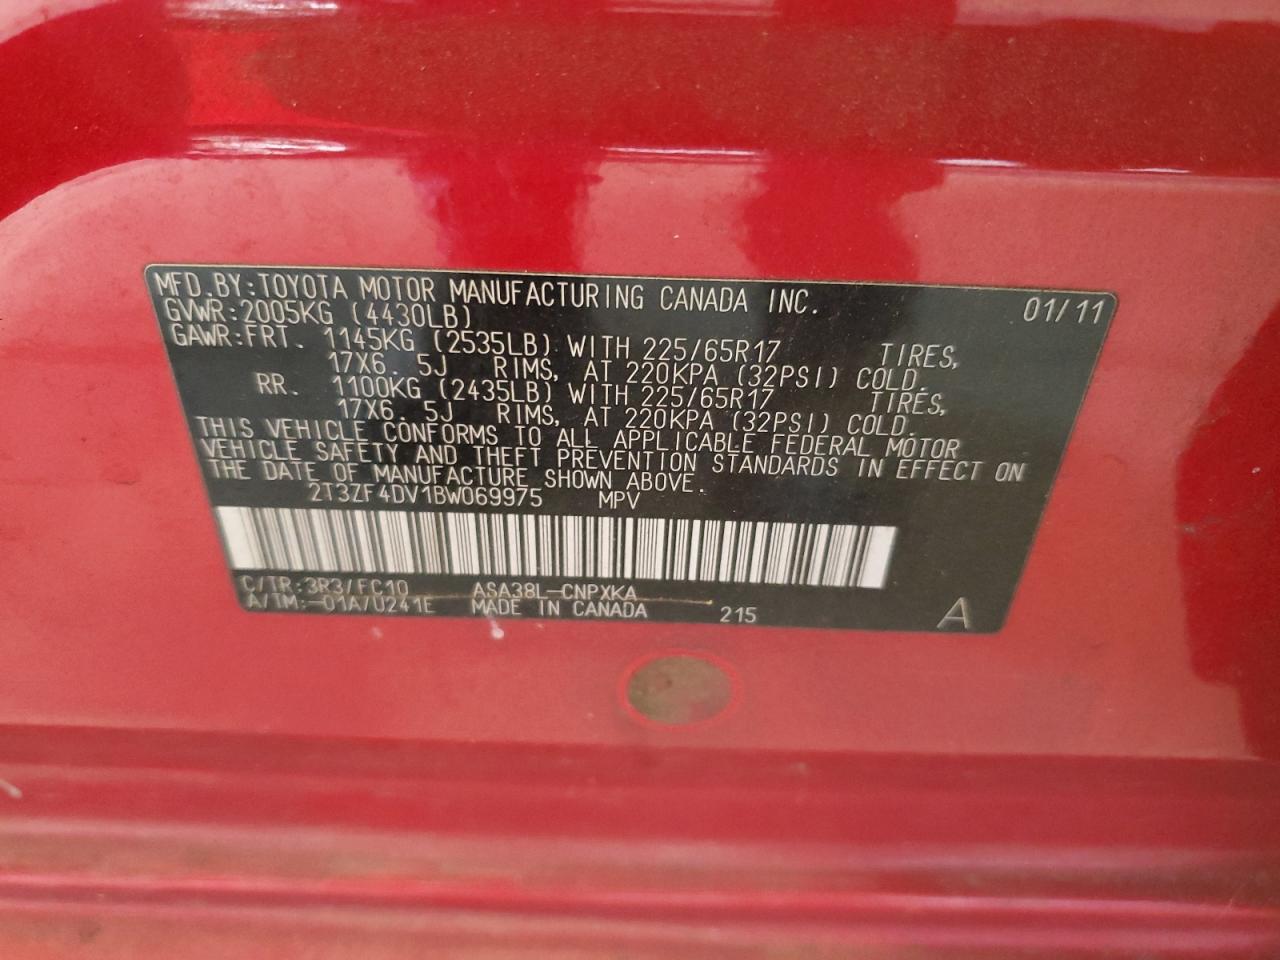 MFD. BY: TOYOTA MOTOR MANUFACTURING CANADA INC. 01/11
GVWR: 2005KG (4430LB)
GAWR: FRT. 1145KG (2535LB) WITH 225/65R17 TIRES,
17X6.5J RIMS, AT 220KPA (32PSI) COLD.
RR. 1100KG (2435LB) WITH 225/65R17 TIRES,
17X6.5J RIMS, AT 220KPA (32PSI) COLD.
THIS VEHICLE CONFORMS TO ALL APPLICABLE FEDERAL MOTOR
VEHICLE SAFETY AND THEFT PREVENTION STANDARDS IN EFFECT ON
THE DATE OF MANUFACTURE SHOWN ABOVE.
2T3ZF4DV1BW069975 MPV
C/TR: 3R3/FC10 ASA38L-CNPXKA
A/TM: -01A/U241E MADE IN CANADA 215 A